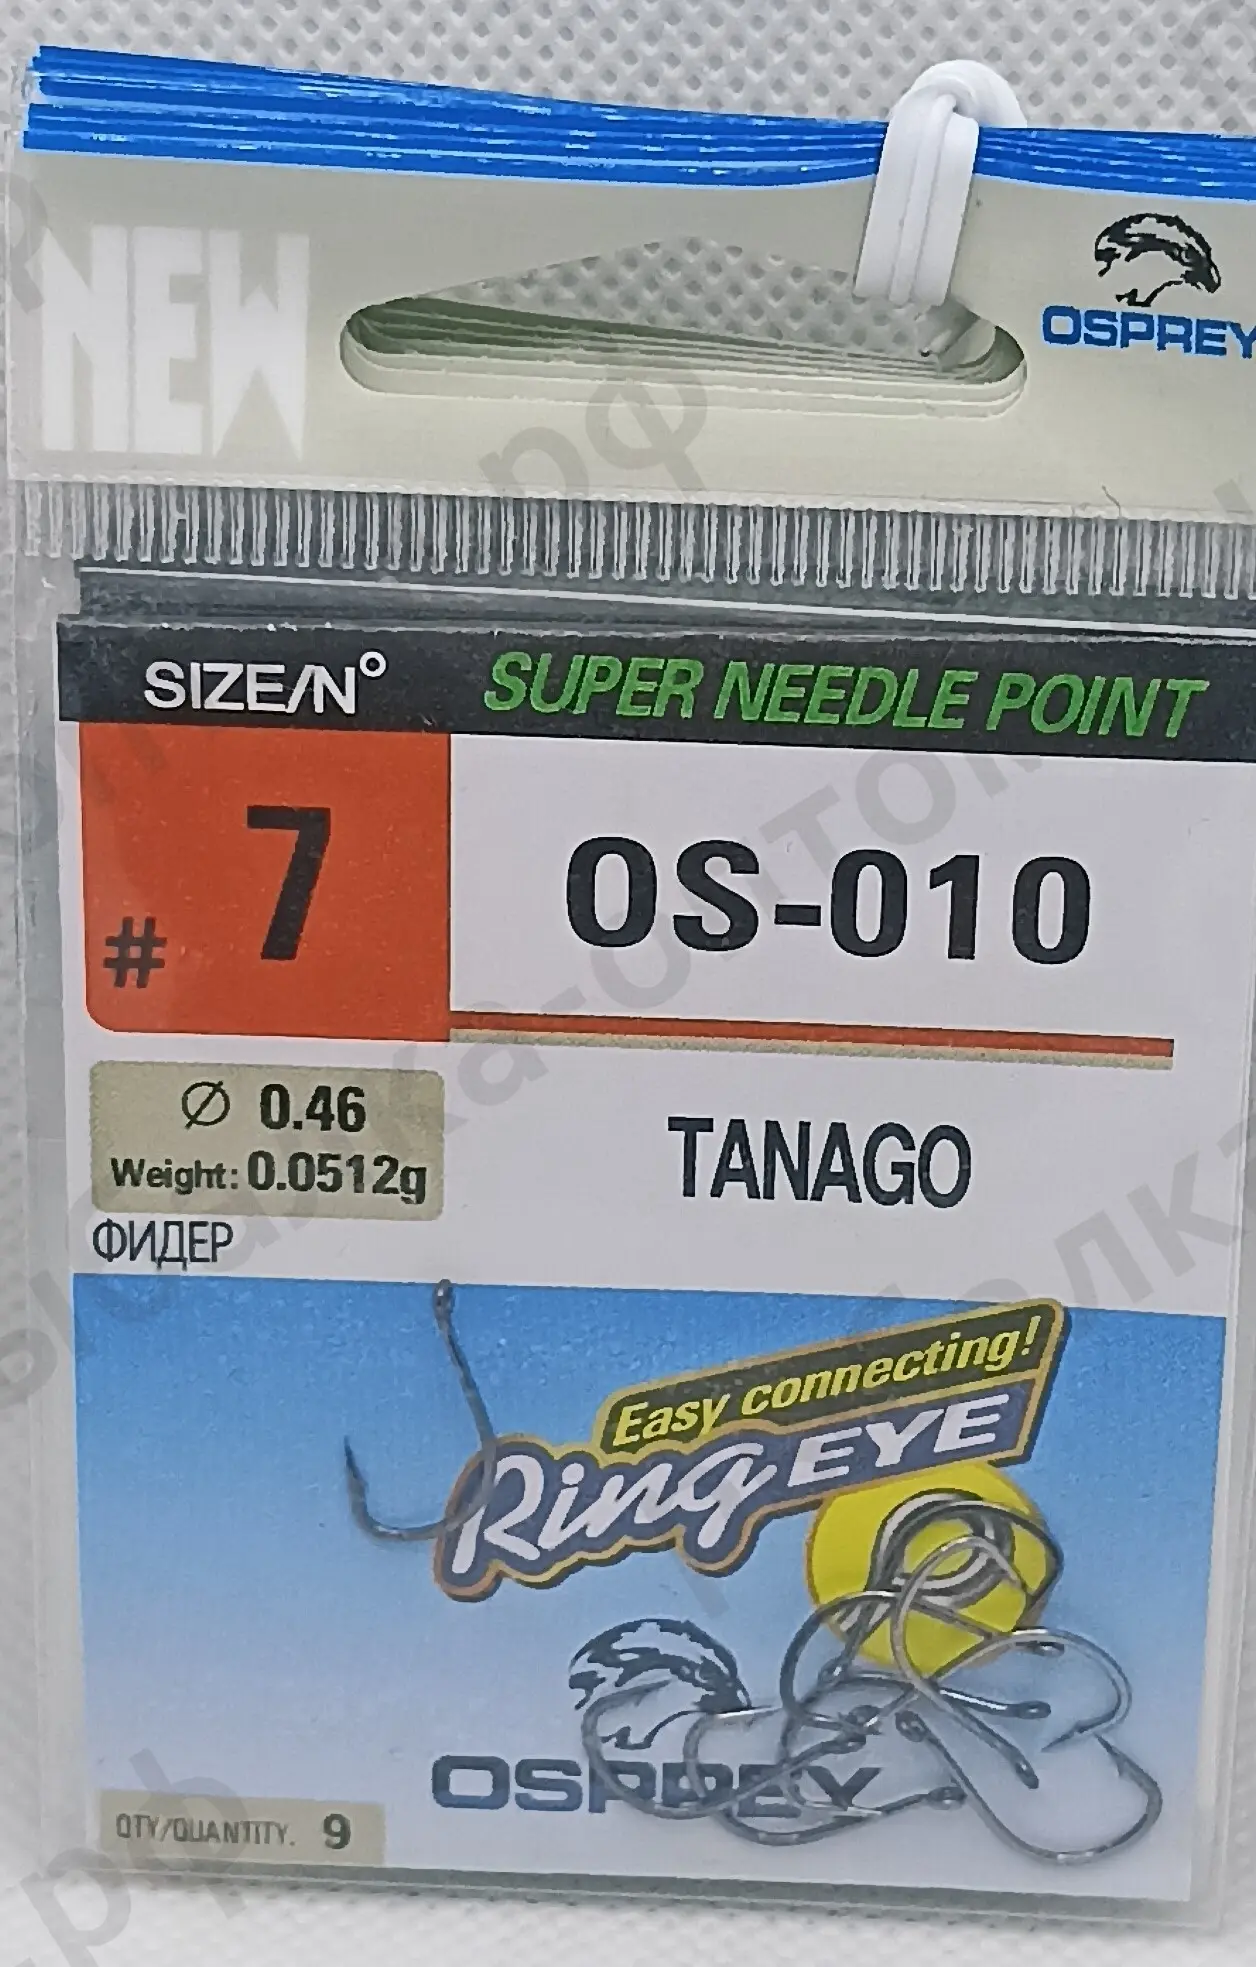 NEW
OSPREY
SIZE/N°
SUPER NEEDLE POINT
# 7
OS-010
Ø 0.46
Weight: 0.0512g
TANAGO
ФИДЕР
Easy connecting!
Ring EYE
OSPREY
QTY/QUANTITY. 9